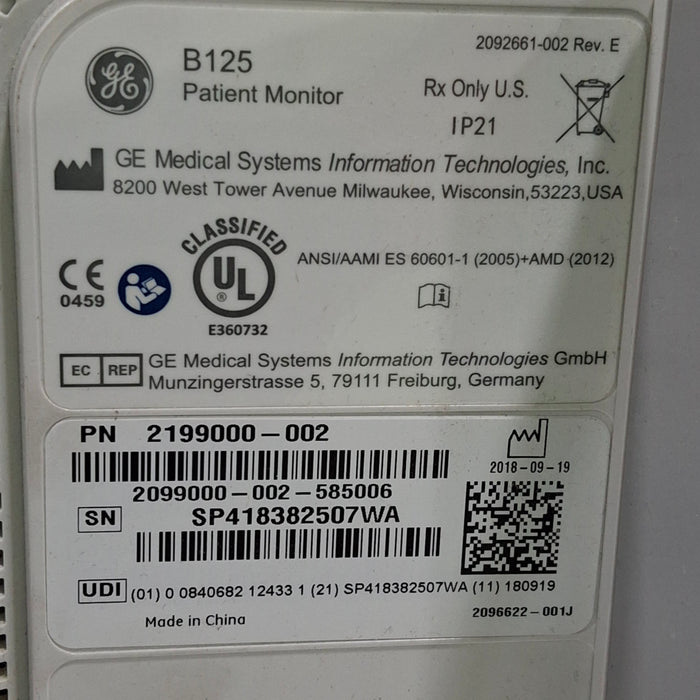 2092661-002 Rev. E
GE
B125
Patient Monitor
Rx Only U.S.
IP21
GE Medical Systems Information Technologies, Inc.
8200 West Tower Avenue Milwaukee, Wisconsin,53223,USA
CLASSIFIED
UL
®
E360732
CE
0459
ANSI/AAMI ES 60601-1 (2005)+AMD (2012)
i
EC REP
GE Medical Systems Information Technologies GmbH
Munzingerstrasse 5, 79111 Freiburg, Germany
PN 2199000-002
2018-09-19
2099000-002-585006
SN SP418382507WA
UDI (01) 0 0840682 12433 1 (21) SP418382507WA (11) 180919
Made in China
2096622-001J